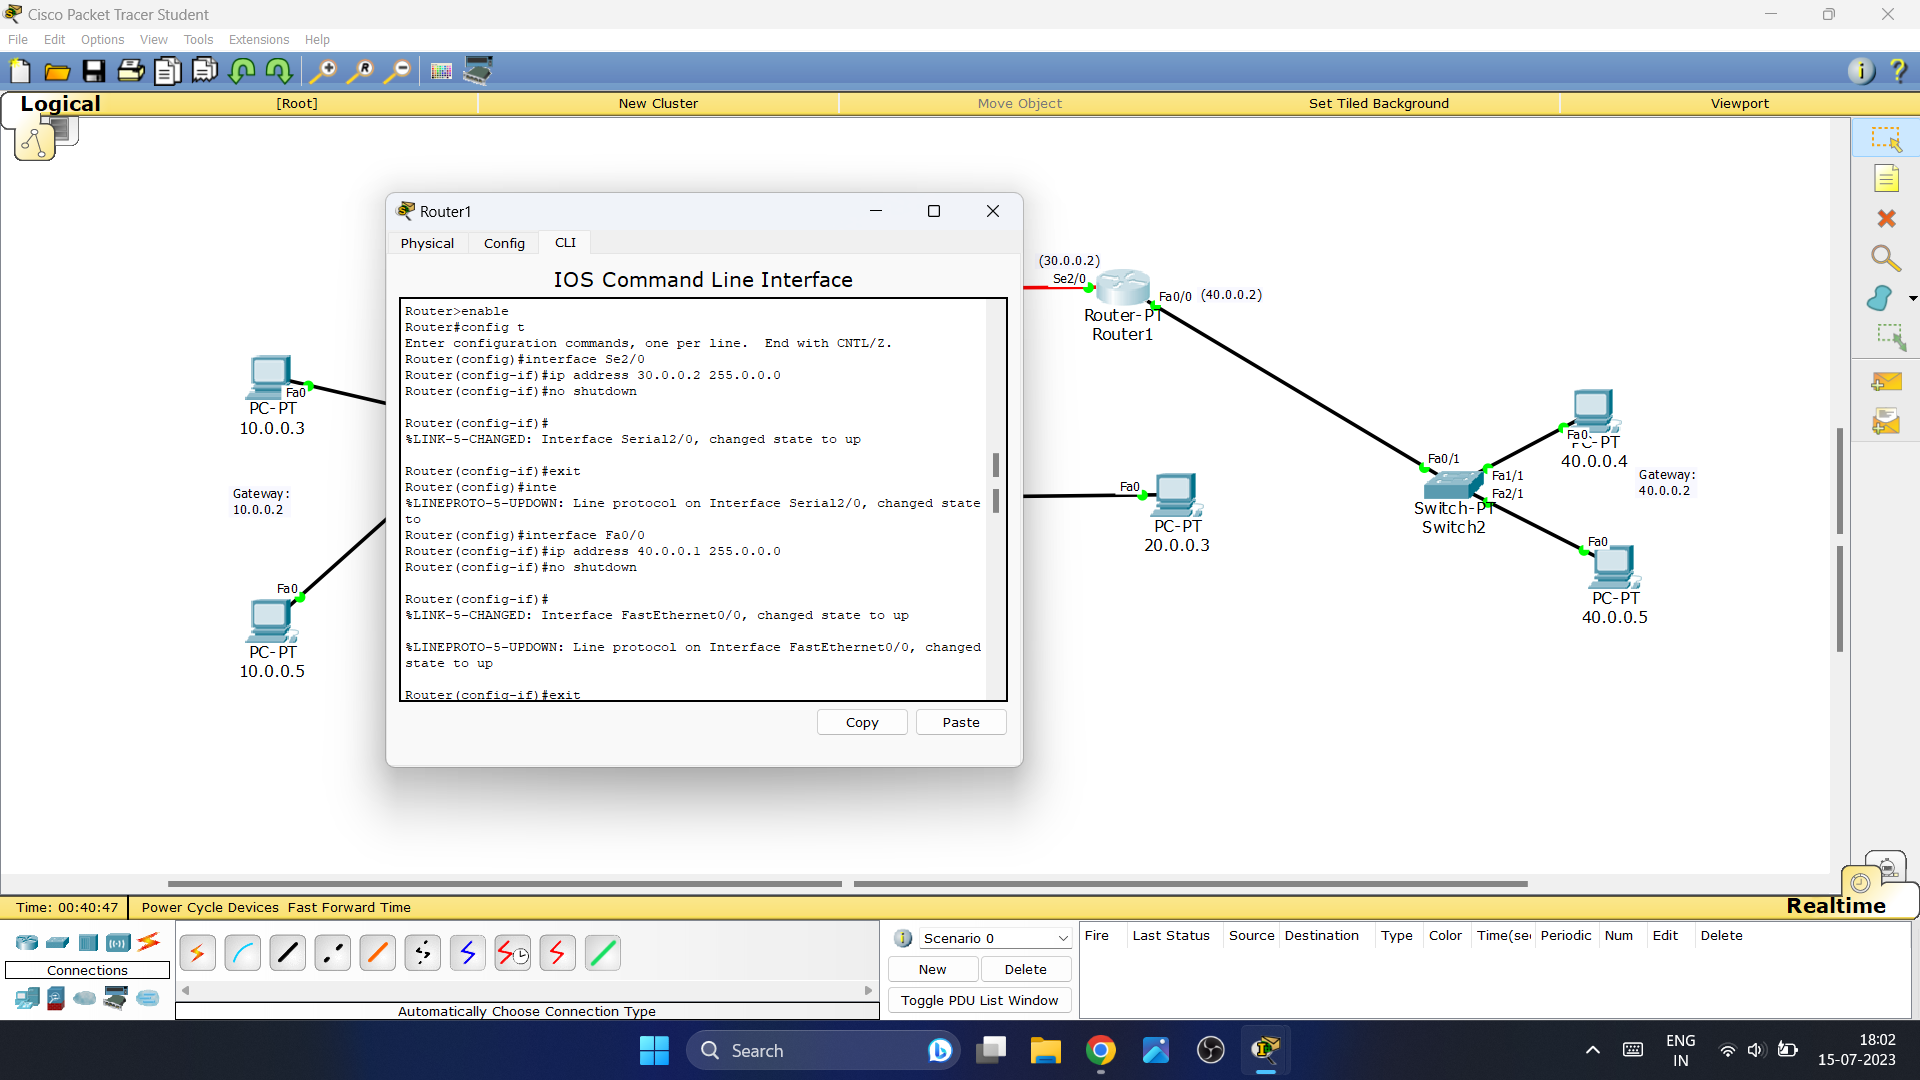 Cisco Packet Tracer Student
File Edit Options View Tools Extensions Help
Logical [Root] New Cluster Move Object Set Tiled Background Viewport
Router1
Physical Config CLI
IOS Command Line Interface
Router>enable
Router#config t
Enter configuration commands, one per line.  End with CNTL/Z.
Router(config)#interface Se2/0
Router(config-if)#ip address 30.0.0.2 255.0.0.0
Router(config-if)#no shutdown
Router(config-if)#
%LINK-5-CHANGED: Interface Serial2/0, changed state to up
Router(config-if)#exit
Router(config)#inte
%LINEPROTO-5-UPDOWN: Line protocol on Interface Serial2/0, changed state
to
Router(config)#interface Fa0/0
Router(config-if)#ip address 40.0.0.1 255.0.0.0
Router(config-if)#no shutdown
Router(config-if)#
%LINK-5-CHANGED: Interface FastEthernet0/0, changed state to up
%LINEPROTO-5-UPDOWN: Line protocol on Interface FastEthernet0/0, changed
state to up
Router(config-if)#exit
Copy Paste
Fa0
PC-PT
10.0.0.3
Gateway:
10.0.0.2
Fa0
PC-PT
10.0.0.5
(30.0.0.2)
Se2/0
Fa0/0 (40.0.0.2)
Router-PT
Router1
Fa0
PC-PT
20.0.0.3
Fa0/1
Fa1/1
Fa2/1
Switch-PT
Switch2
Fa0
PC-PT
40.0.0.4
Gateway:
40.0.0.2
Fa0
PC-PT
40.0.0.5
Time: 00:40:47 Power Cycle Devices Fast Forward Time
Realtime
Connections
Automatically Choose Connection Type
Scenario 0
New Delete
Toggle PDU List Window
Fire Last Status Source Destination Type Color Time(sec Periodic Num Edit Delete
Search
ENG
IN
18:02
15-07-2023